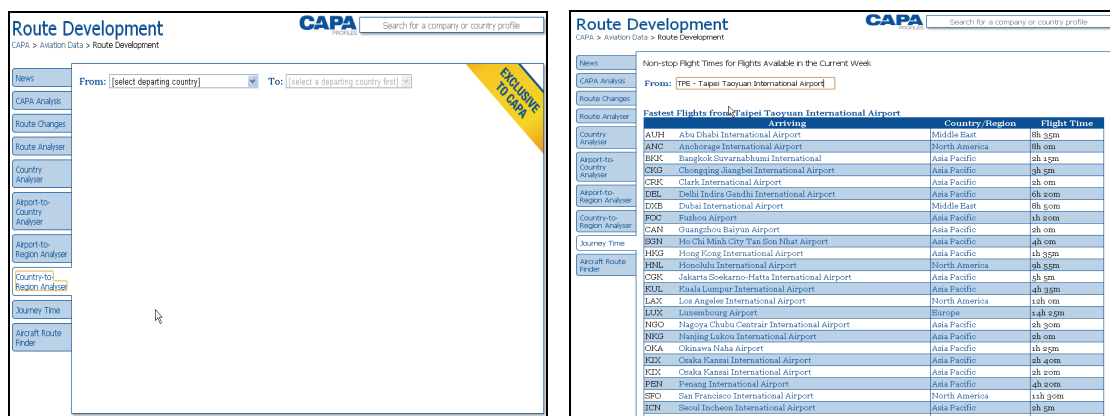 Route Development
CAPA PROFILES
Search for a company or country profile
CAPA > Aviation Data > Route Development
News
CAPA Analysis
Route Changes
Route Analyser
Country
Analyser
Airport-to-
Country
Analyser
Airport-to-
Region Analyser
Country-to-
Region Analyser
Journey Time
Aircraft Route
Finder
From: [select departing country] To: [select a departing country first]
EXCLUSIVE
TO CAPA
Route Development
CAPA PROFILES
Search for a company or country profile
CAPA > Aviation Data > Route Development
News
CAPA Analysis
Route Changes
Route Analyser
Country
Analyser
Airport-to-
Country
Analyser
Airport-to-
Region Analyser
Country-to-
Region Analyser
Journey Time
Aircraft Route
Finder
Non-stop Flight Times for Flights Available in the Current Week
From: TPE - Taipei Taoyuan International Airport
Fastest Flights from Taipei Taoyuan International Airport
Arriving Country/Region Flight Time
AUH Abu Dhabi International Airport Middle East 8h 35m
ANC Anchorage International Airport North America 8h 0m
BKK Bangkok Suvarnabhumi International Asia Pacific 2h 15m
CKG Chongqing Jiangbei International Airport Asia Pacific 3h 5m
CRK Clark International Airport Asia Pacific 2h 0m
DEL Delhi Indira Gandhi International Airport Asia Pacific 6h 20m
DXB Dubai International Airport Middle East 8h 50m
FOC Fuzhou Airport Asia Pacific 1h 20m
CAN Guangzhou Baiyun Airport Asia Pacific 2h 0m
SGN Ho Chi Minh City Tan Son Nhat Airport Asia Pacific 4h 0m
HKG Hong Kong International Airport Asia Pacific 1h 35m
HNL Honolulu International Airport North America 9h 55m
CGK Jakarta Soekarno-Hatta International Airport Asia Pacific 5h 5m
KUL Kuala Lumpur International Airport Asia Pacific 4h 35m
LAX Los Angeles International Airport North America 12h 0m
LUX Luxembourg Airport Europe 14h 25m
NGO Nagoya Chubu Centrair International Airport Asia Pacific 2h 30m
NKG Nanjing Lukou International Airport Asia Pacific 2h 0m
OKA Okinawa Naha Airport Asia Pacific 1h 25m
KIX Osaka Kansai International Airport Asia Pacific 2h 40m
KIX Osaka Kansai International Airport Asia Pacific 2h 20m
PEN Penang International Airport Asia Pacific 4h 20m
SFO San Francisco International Airport North America 11h 30m
ICN Seoul Incheon International Airport Asia Pacific 2h 5m